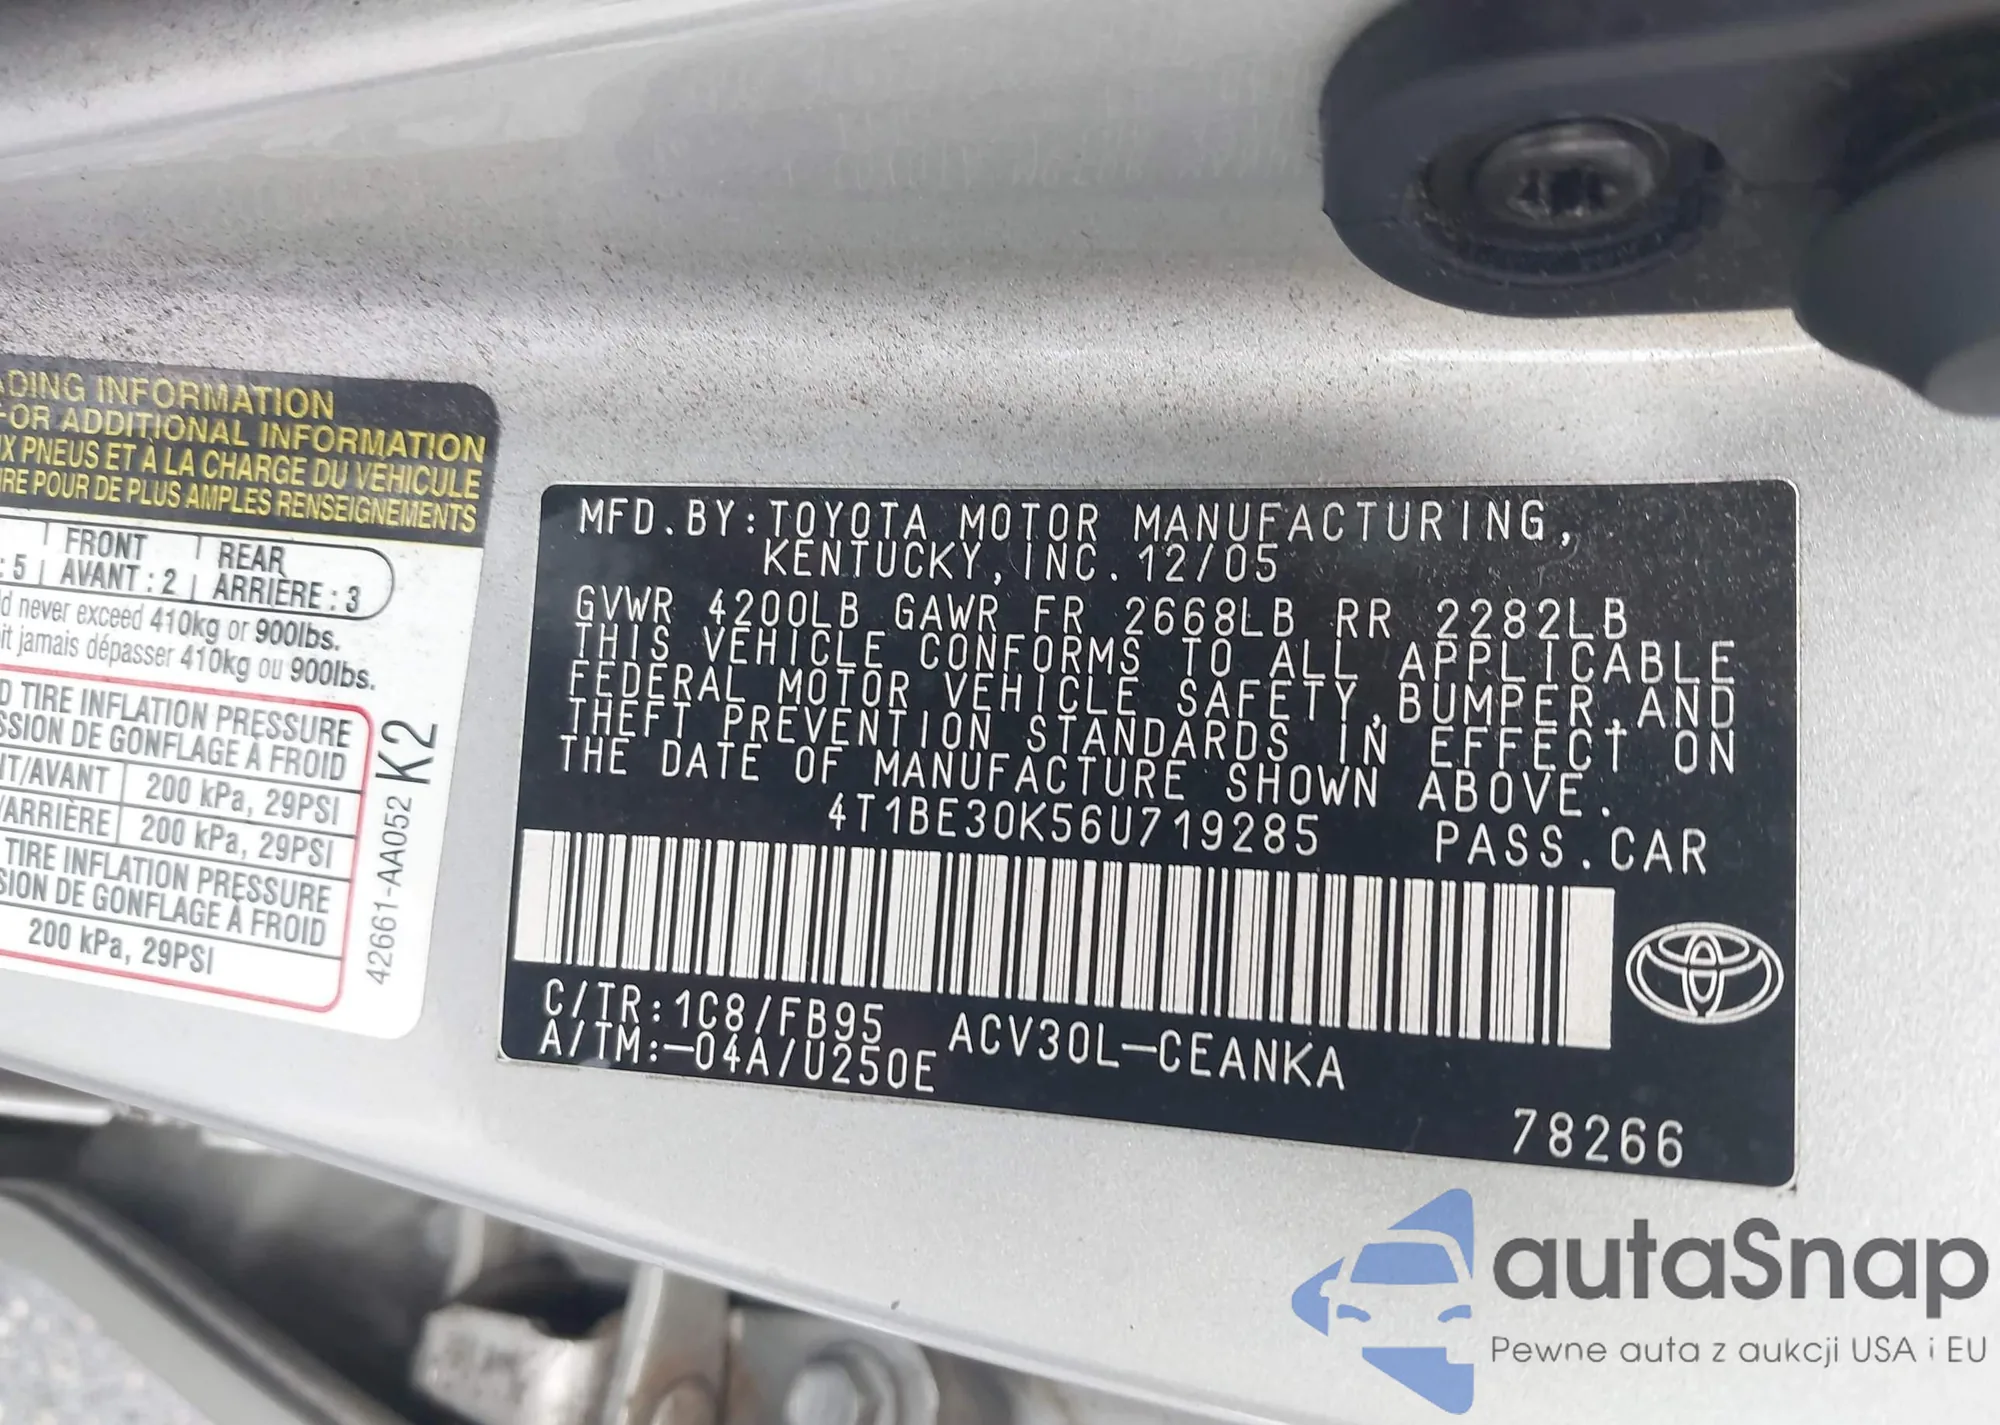 ADING INFORMATION
FOR ADDITIONAL INFORMATION
X PNEUS ET À LA CHARGE DU VÉHICULE
IRE POUR DE PLUS AMPLES RENSEIGNEMENTS
: 5 FRONT AVANT : 2 REAR ARRIÈRE : 3
d never exceed 410kg or 900lbs.
it jamais dépasser 410kg ou 900lbs.
D TIRE INFLATION PRESSURE
SSION DE GONFLAGE À FROID
NT/AVANT 200 kPa, 29PSI
/ARRIÈRE 200 kPa, 29PSI
TIRE INFLATION PRESSURE
SION DE GONFLAGE À FROID
200 kPa, 29PSI
42661-AA052 K2
MFD.BY:TOYOTA MOTOR MANUFACTURING,
KENTUCKY,INC.12/05
GVWR 4200LB GAWR FR 2668LB RR 2282LB
THIS VEHICLE CONFORMS TO ALL APPLICABLE
FEDERAL MOTOR VEHICLE SAFETY,BUMPER,AND
THEFT PREVENTION STANDARDS IN EFFECT ON
THE DATE OF MANUFACTURE SHOWN ABOVE.
4T1BE30K56U719285 PASS.CAR
C/TR:1C8/FB95 ACV30L-CEANKA
A/TM:-04A/U250E
78266
autaSnap
Pewne auta z aukcji USA i EU